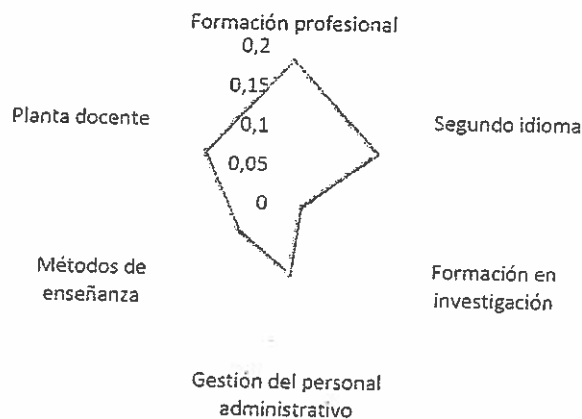 Formación profesional
0,2
0,15
Planta docente
0,1
Segundo idioma
0,05
0
Métodos de
enseñanza
Formación en
investigación
Gestión del personal
administrativo